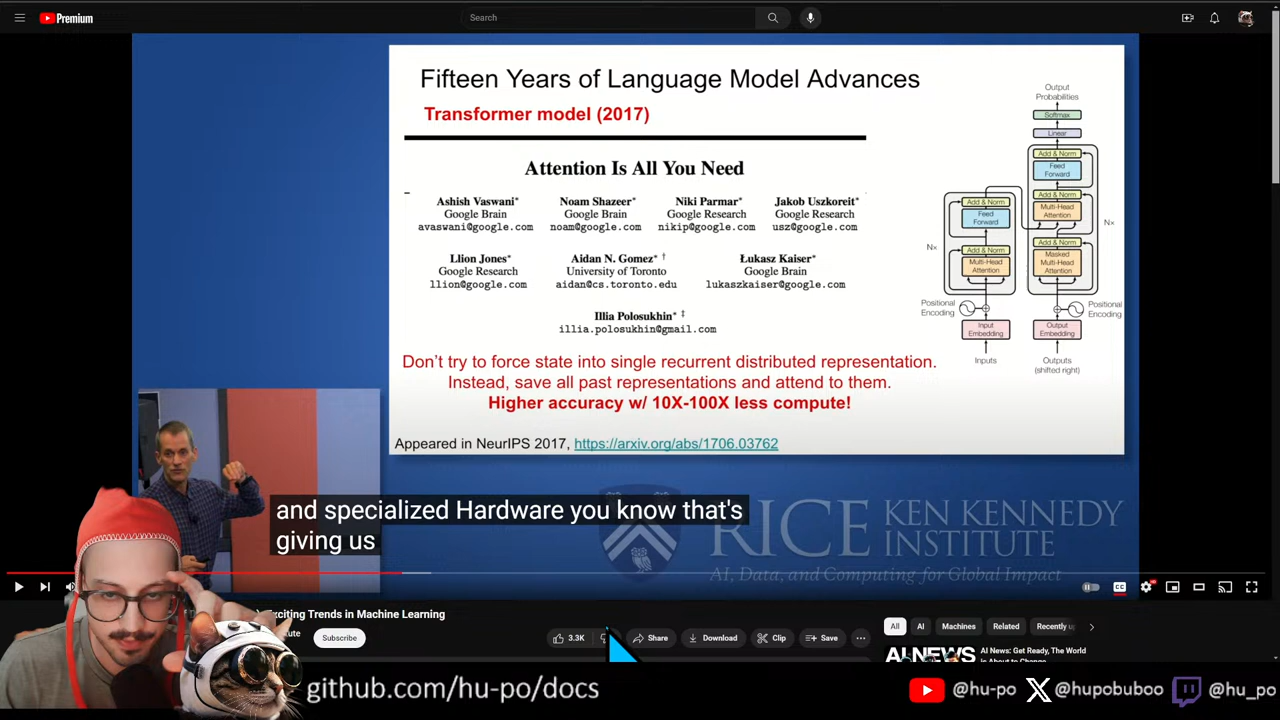 Premium
Search
Fifteen Years of Language Model Advances
Transformer model (2017)
Attention Is All You Need
Ashish Vaswani*
Google Brain
avaswani@google.com
Noam Shazeer*
Google Brain
noam@google.com
Niki Parmar*
Google Research
nikip@google.com
Jakob Uszkoreit*
Google Research
usz@google.com
Llion Jones*
Google Research
llion@google.com
Aidan N. Gomez* †
University of Toronto
aidan@cs.toronto.edu
Łukasz Kaiser*
Google Brain
lukaszkaiser@google.com
Illia Polosukhin* ‡
illia.polosukhin@gmail.com
Don't try to force state into single recurrent distributed representation.
Instead, save all past representations and attend to them.
Higher accuracy w/ 10X-100X less compute!
Appeared in NeurIPS 2017, https://arxiv.org/abs/1706.03762
Output
Probabilities
Softmax
Linear
Add & Norm
Feed
Forward
Add & Norm
Multi-Head
Attention
Add & Norm
Masked
Multi-Head
Attention
Nx
Positional
Encoding
Output
Embedding
Outputs
(shifted right)
Add & Norm
Feed
Forward
Add & Norm
Multi-Head
Attention
Nx
Positional
Encoding
Input
Embedding
Inputs
and specialized Hardware you know that's
giving us
RICE
KEN KENNEDY
INSTITUTE
AI, Data, and Computing for Global Impact
CC
Exciting Trends in Machine Learning
Subscribe
3.3K
Share
Download
Clip
Save
All
AI
Machines
Related
Recently
AI NEWS
AI News: Get Ready, The World
github.com/hu-po/docs
@hu-po
@hupobuboo
@hu_po